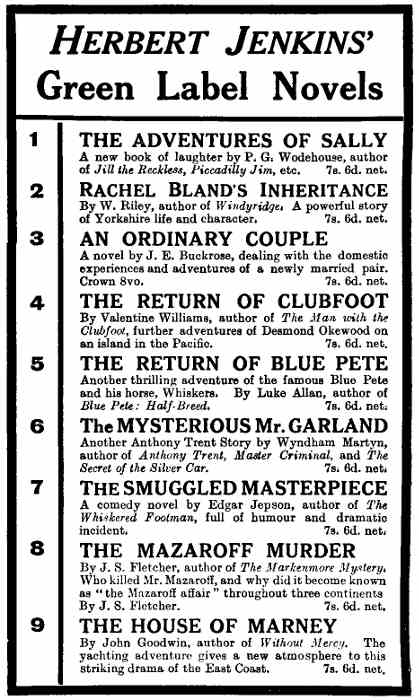 HERBERT JENKINS'
Green Label Novels
1 THE ADVENTURES OF SALLY
A new book of laughter by P. G. Wodehouse, author
of Jill the Reckless, Piccadilly Jim, etc. 7s. 6d. net.
2 RACHEL BLAND'S INHERITANCE
By W. Riley, author of Windyridge. A powerful story
of Yorkshire life and character. 7s. 6d. net.
3 AN ORDINARY COUPLE
A novel by J. E. Buckrose, dealing with the domestic
experiences and adventures of a newly married pair.
Crown 8vo. 7s. 6d. net.
4 THE RETURN OF CLUBFOOT
By Valentine Williams, author of The Man with the
Clubfoot, further adventures of Desmond Okewood on
an island in the Pacific. 7s. 6d. net.
5 THE RETURN OF BLUE PETE
Another thrilling adventure of the famous Blue Pete
and his horse, Whiskers. By Luke Allan, author of
Blue Pete: Half-Breed. 7s. 6d. net.
6 The MYSTERIOUS Mr. GARLAND
Another Anthony Trent Story by Wyndham Martyn,
author of Anthony Trent, Master Criminal, and The
Secret of the Silver Car. 7s. 6d. net.
7 THE SMUGGLED MASTERPIECE
A comedy novel by Edgar Jepson, author of The
Whiskered Footman, full of humour and dramatic
incident. 7s. 6d. net.
8 THE MAZAROFF MURDER
By J. S. Fletcher, author of The Markenmore Mystery.
Who killed Mr. Mazaroff, and why did it become known
as "the Mazaroff affair" throughout three continents
By J. S. Fletcher. 7s. 6d. net.
9 THE HOUSE OF MARNEY
By John Goodwin, author of Without Mercy. The
yachting adventure gives a new atmosphere to this
striking drama of the East Coast. 7s. 6d. net.